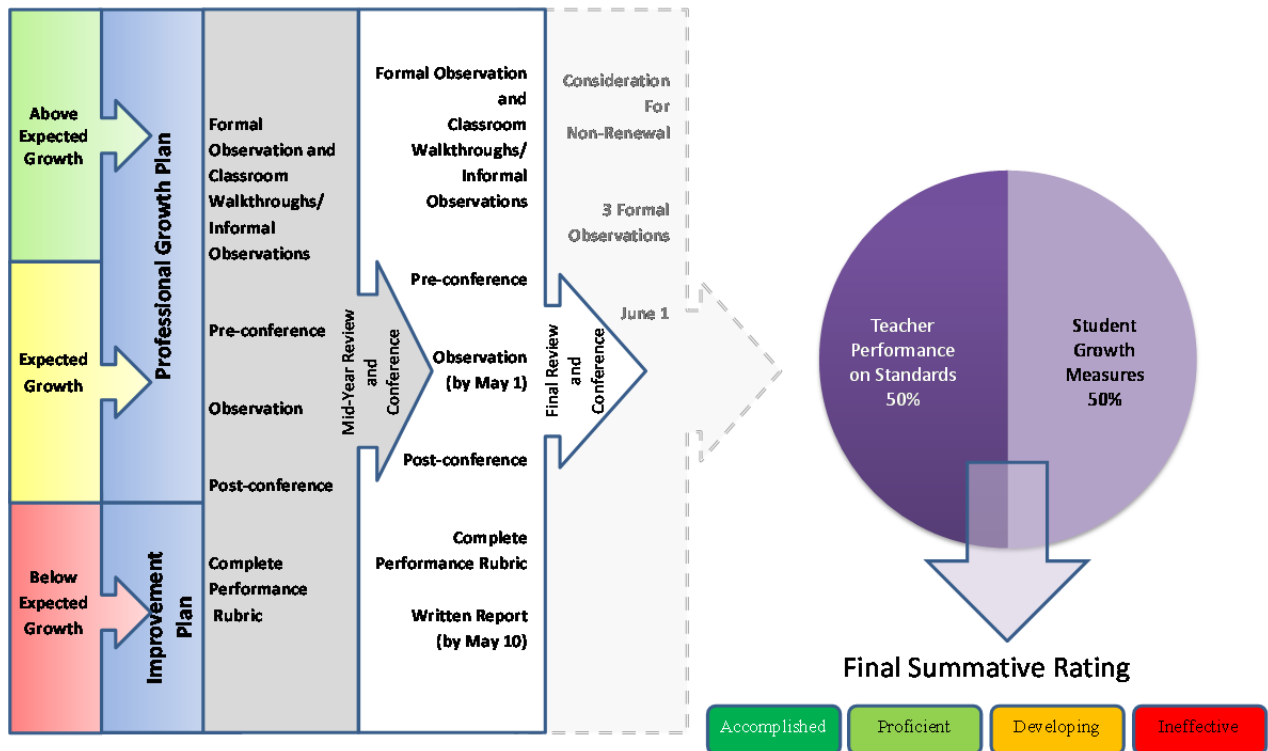 Above
Expected
Growth
Expected
Growth
Below
Expected
Growth
Professional Growth Plan
Improvement
Plan
Formal
Observation and
Classroom
Walkthroughs/
Informal
Observations
Pre-conference
Observation
Post-conference
Complete
Performance
Rubric
Mid-Year Review
and
Conference
Formal Observation
and
Classroom
Walkthroughs/
Informal
Observations
Pre-conference
Observation
(by May 1)
Post-conference
Complete
Performance Rubric
Written Report
(by May 10)
Final Review
and
Conference
Consideration
For
Non-Renewal
3 Formal
Observations
June 1
Teacher
Performance
on Standards
50%
Student
Growth
Measures
50%
Final Summative Rating
Accomplished
Proficient
Developing
Ineffective